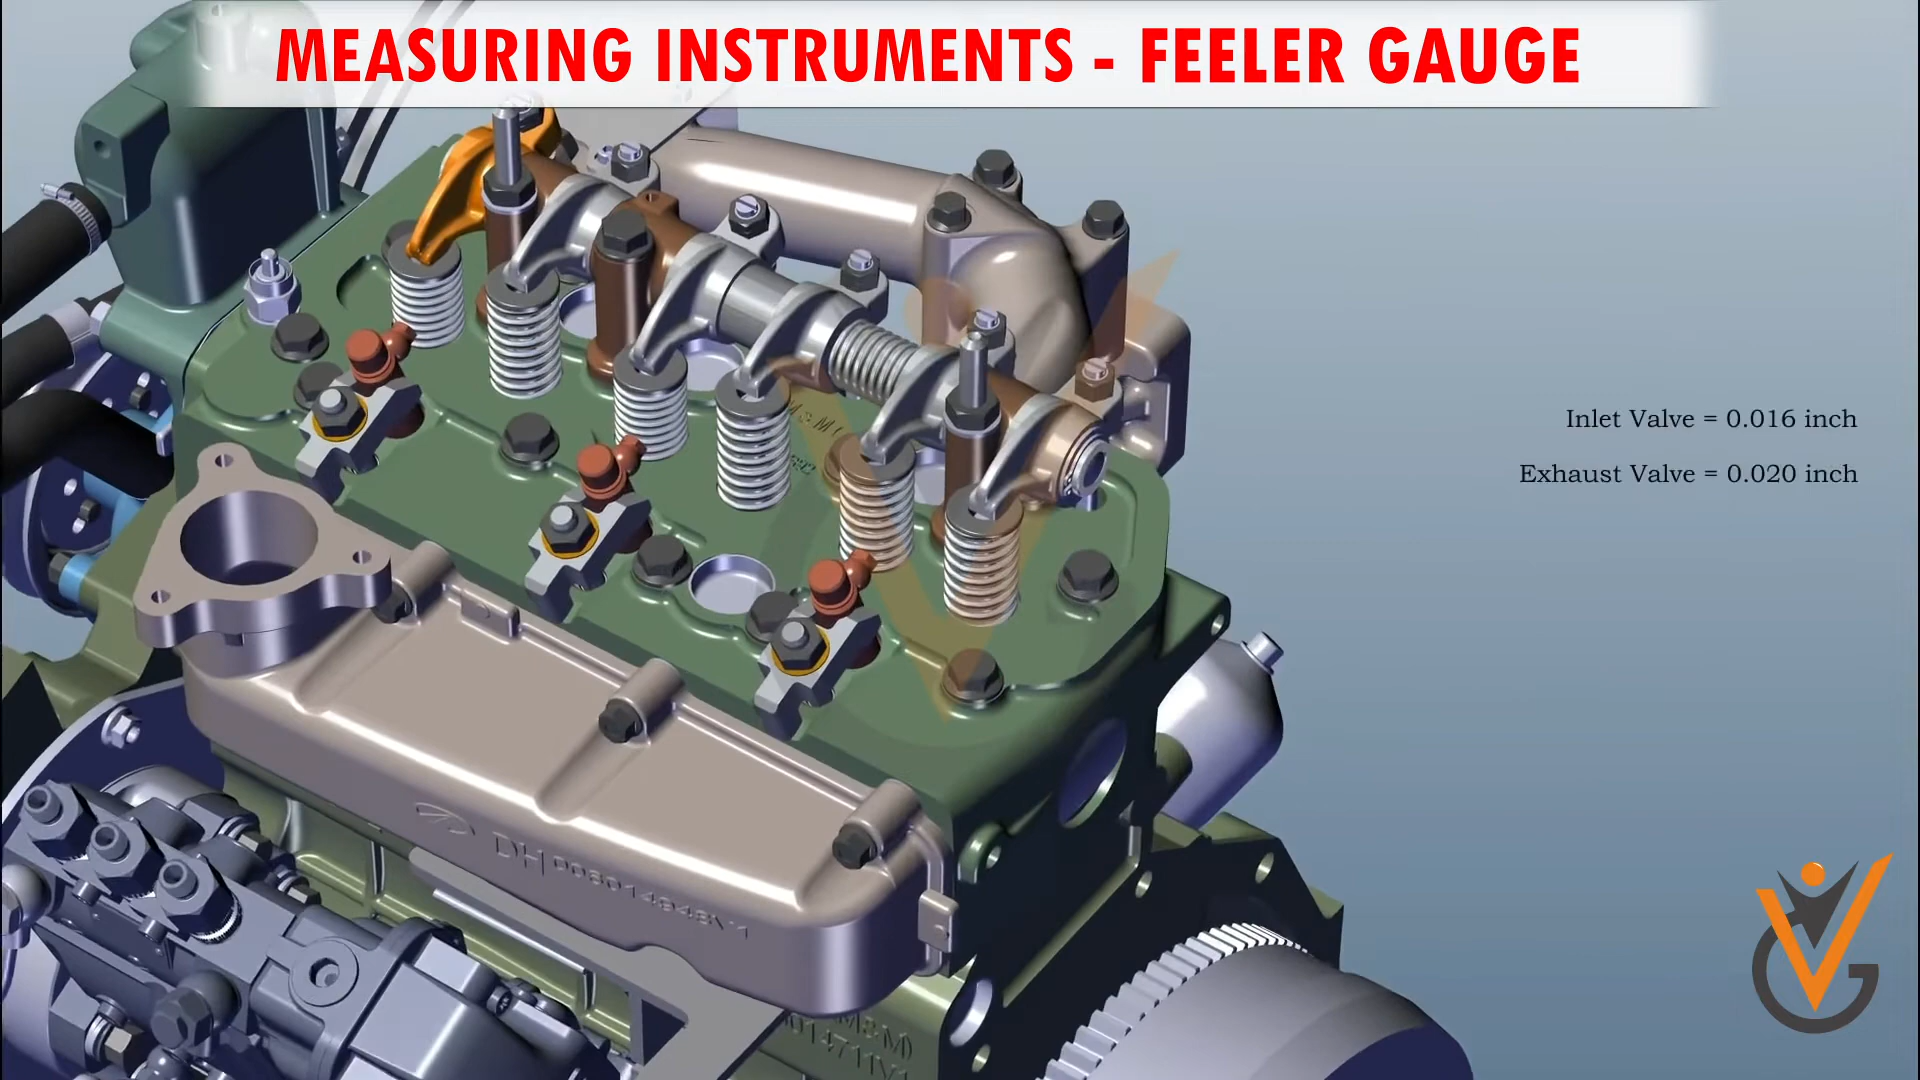 MEASURING INSTRUMENTS - FEELER GAUGE
Inlet Valve = 0.016 inch
Exhaust Valve = 0.020 inch